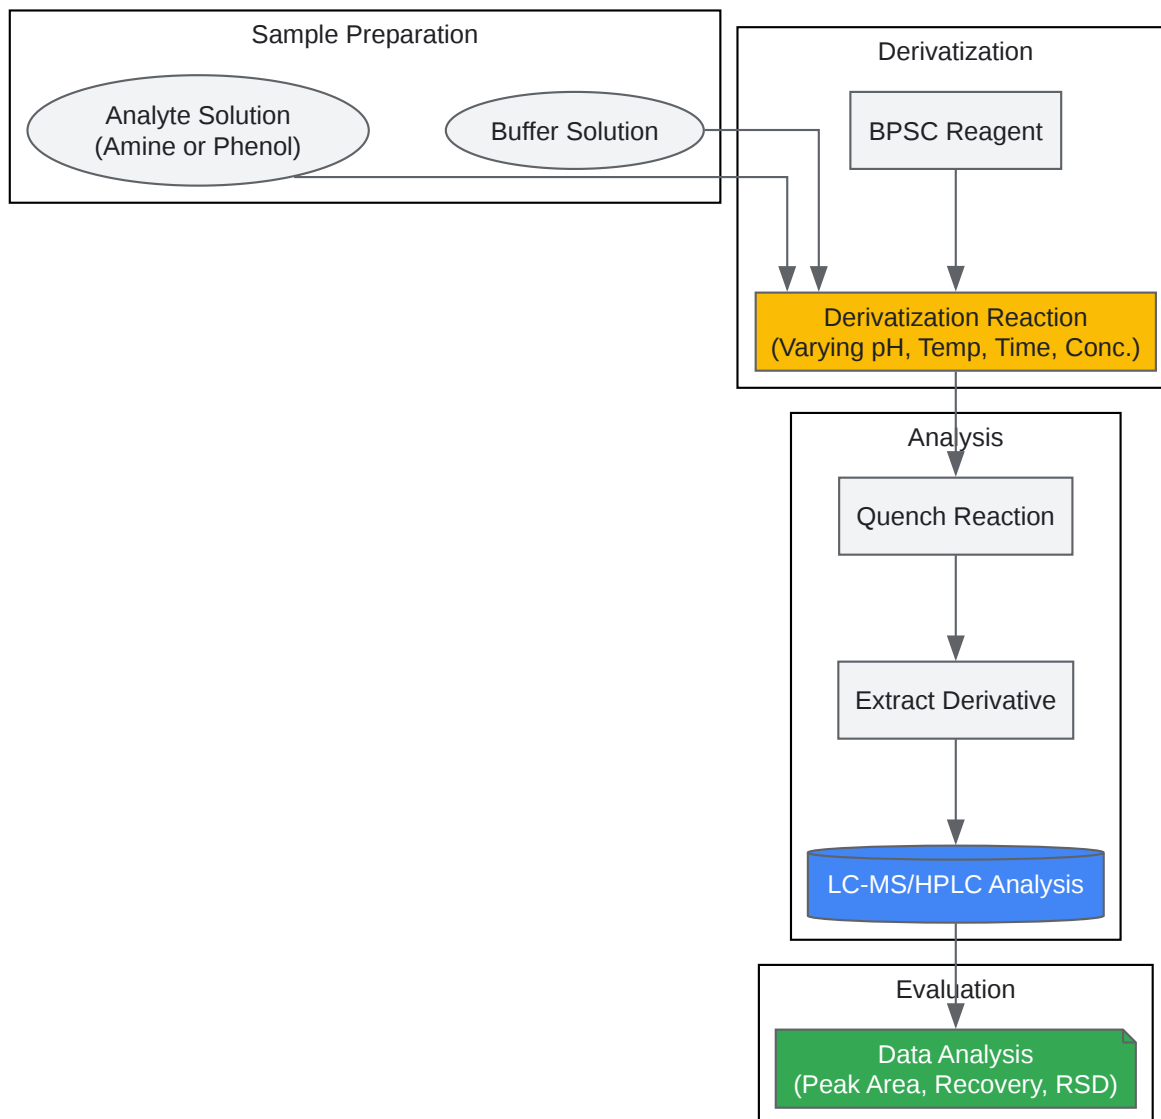 Sample Preparation
Analyte Solution
(Amine or Phenol)
Buffer Solution
Derivatization
BPSC Reagent
Derivatization Reaction
(Varying pH, Temp, Time, Conc.)
Analysis
Quench Reaction
Extract Derivative
LC-MS/HPLC Analysis
Evaluation
Data Analysis
(Peak Area, Recovery, RSD)